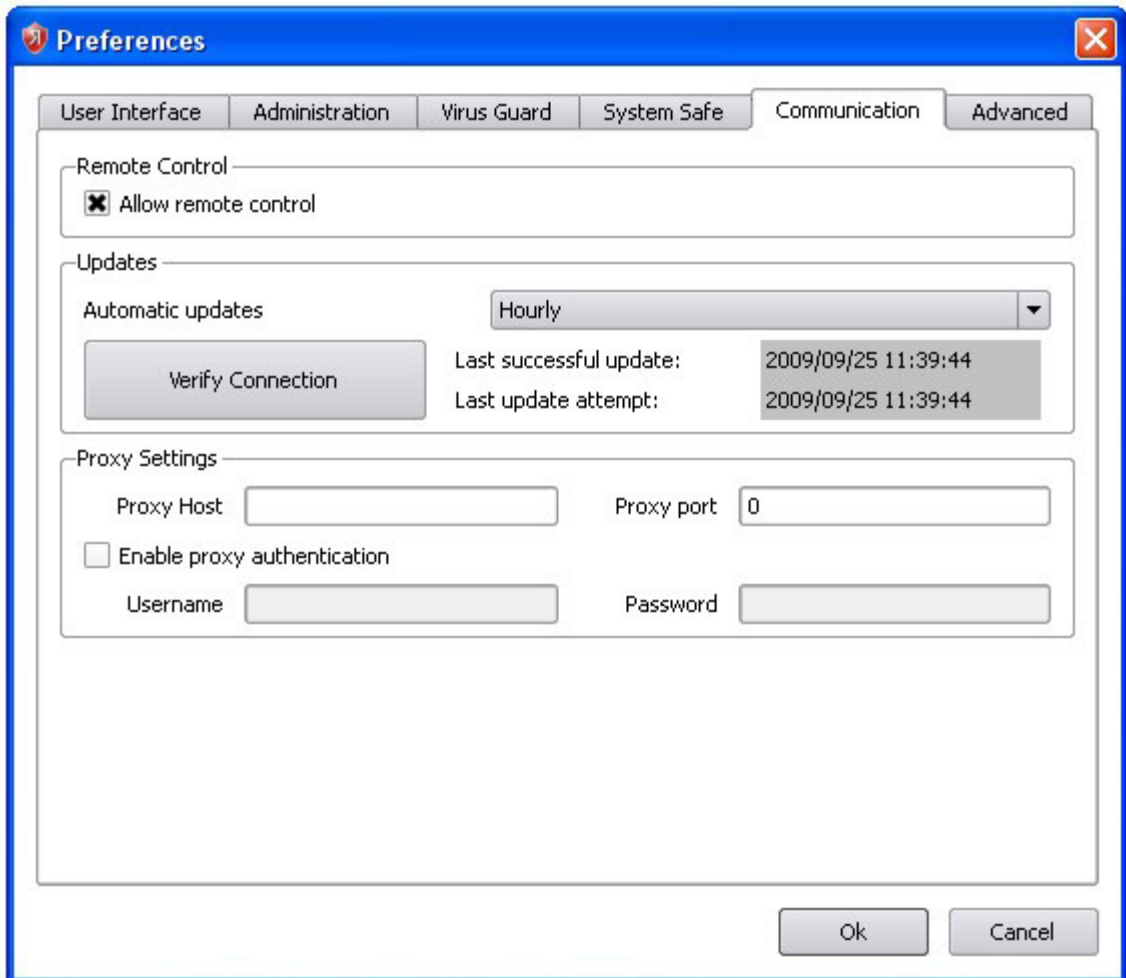 Preferences
User Interface Administration Virus Guard System Safe Communication Advanced
Remote Control
Allow remote control
Updates
Automatic updates Hourly
Verify Connection
Last successful update: 2009/09/25 11:39:44
Last update attempt: 2009/09/25 11:39:44
Proxy Settings
Proxy Host Proxy port 0
Enable proxy authentication
Username Password
Ok Cancel